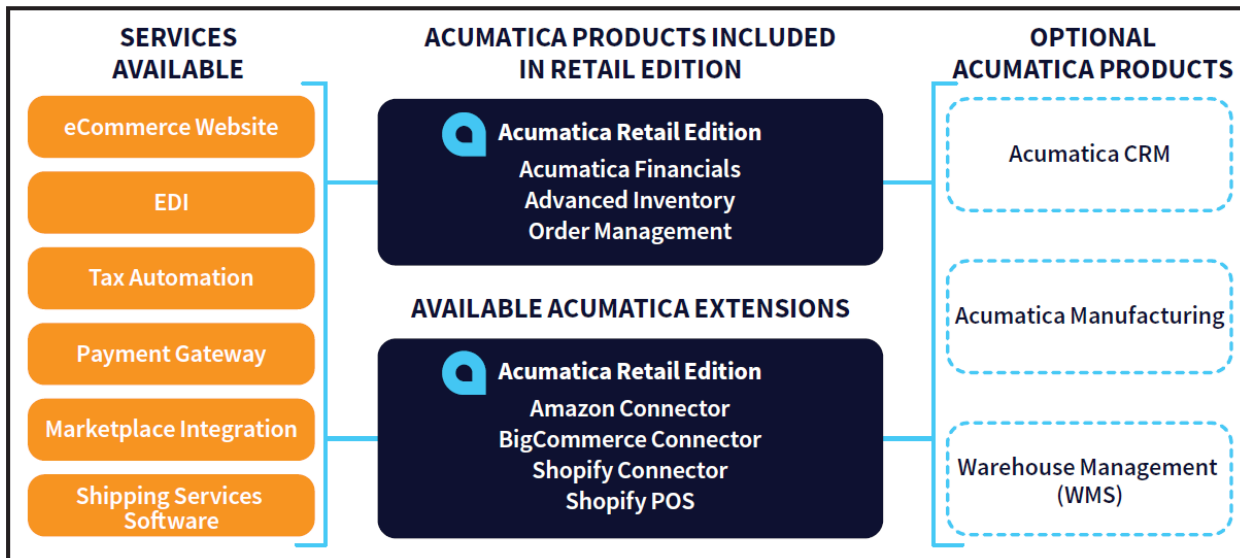 SERVICES
AVAILABLE
eCommerce Website
EDI
Tax Automation
Payment Gateway
Marketplace Integration
Shipping Services
Software
ACUMATICA PRODUCTS INCLUDED
IN RETAIL EDITION
Acumatica Retail Edition
Acumatica Financials
Advanced Inventory
Order Management
AVAILABLE ACUMATICA EXTENSIONS
Acumatica Retail Edition
Amazon Connector
BigCommerce Connector
Shopify Connector
Shopify POS
OPTIONAL
ACUMATICA PRODUCTS
Acumatica CRM
Acumatica Manufacturing
Warehouse Management
(WMS)